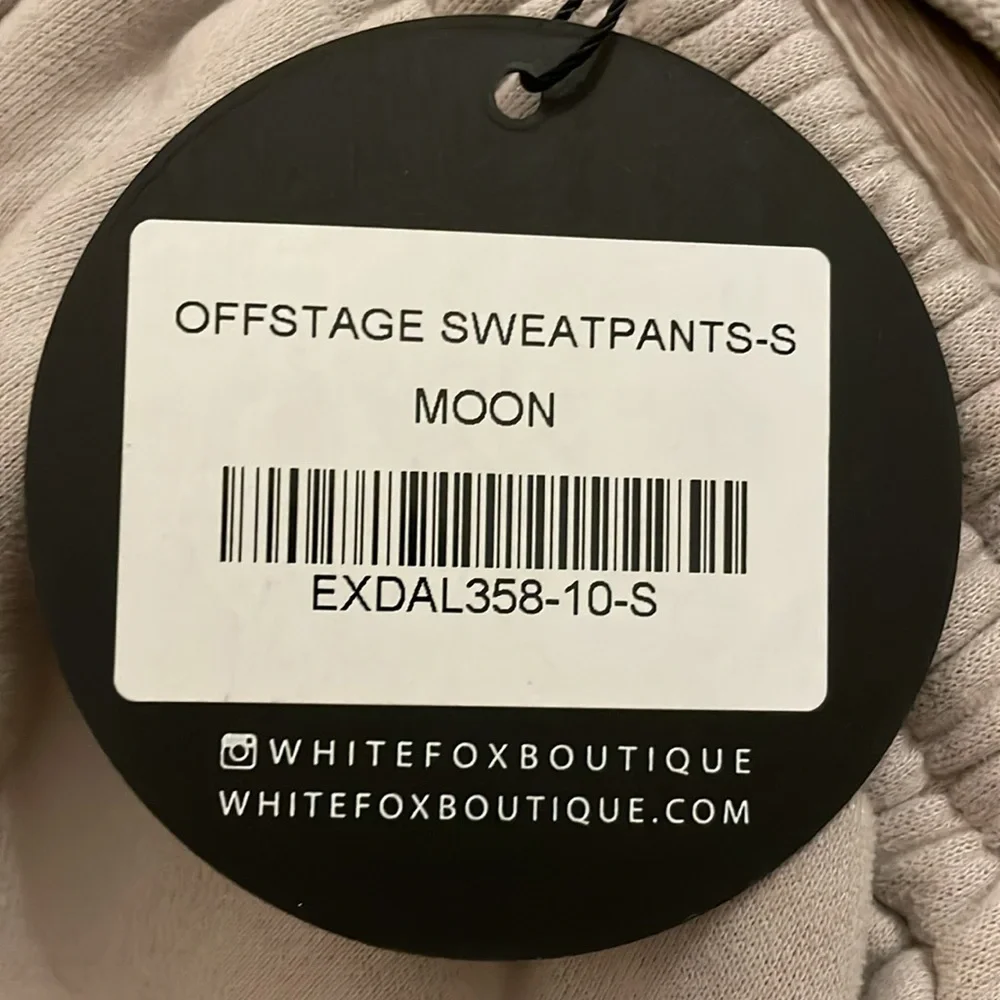 OFFSTAGE SWEATPANTS-S
MOON
EXDAL358-10-S
WHITEFOXBOUTIQUE
WHITEFOXBOUTIQUE.COM